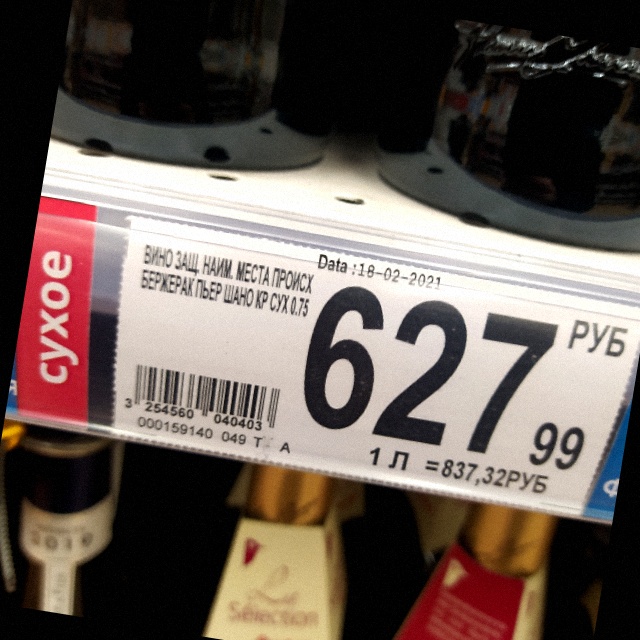 сухое
ВИНО ЗАЩ. НАИМ. МЕСТА ПРОИСХ
БЕРЖЕРАК ПЬЕР ШАНО КР СУХ 0.75
Data : 18-02-2021
627 99
РУБ
3 254560 040403
000159140 049 Т А
1 Л =837,32РУБ
Sélection